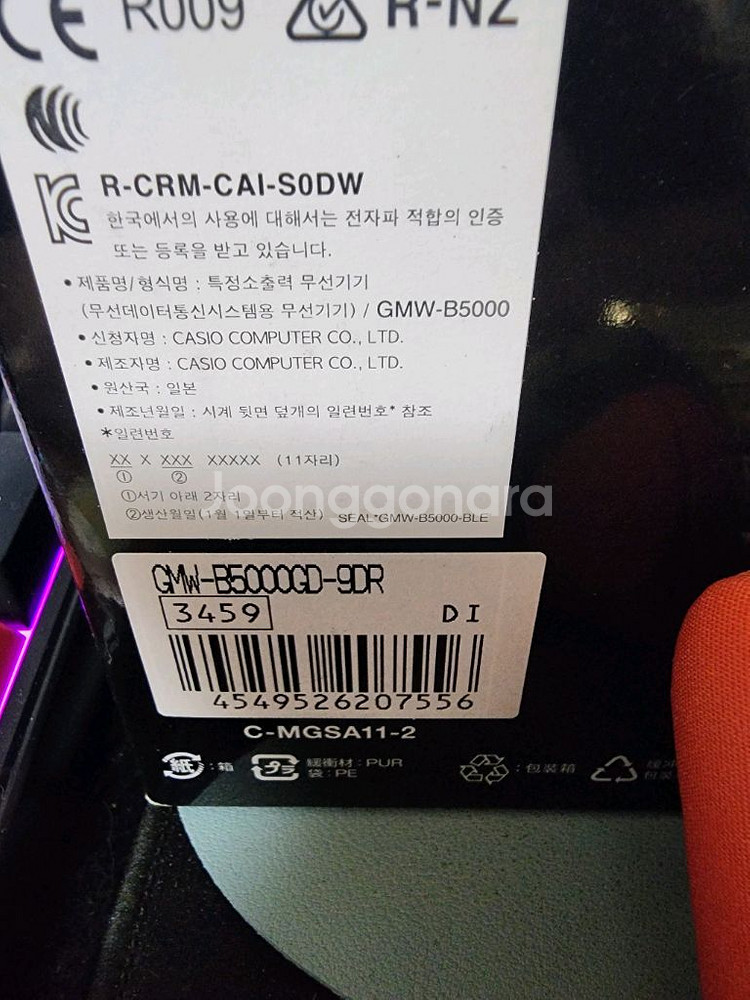 CE R009 R-NZ
R-CRM-CAI-S0DW
한국에서의 사용에 대해서는 전자파 적합의 인증
또는 등록을 받고 있습니다.
• 제품명/형식명 : 특정소출력 무선기기
(무선데이터통신시스템용 무선기기) / GMW-B5000
• 신청자명 : CASIO COMPUTER CO., LTD.
• 제조자명 : CASIO COMPUTER CO., LTD.
• 원산국 : 일본
• 제조년월일 : 시계 뒷면 덮개의 일련번호* 참조
*일련번호
XX X XXX XXXXX (11자리)
① ②
①서기 아래 2자리
joonggonara
②생산월일(1월 1일부터 적산) SEAL*GMW-B5000-BLE
GMW-B5000GD-9DR
3459 DI
4549526207556
C-MGSA11-2
紙 : 箱 プラ 緩衝材 : PUR
袋 : PE
: 包装箱